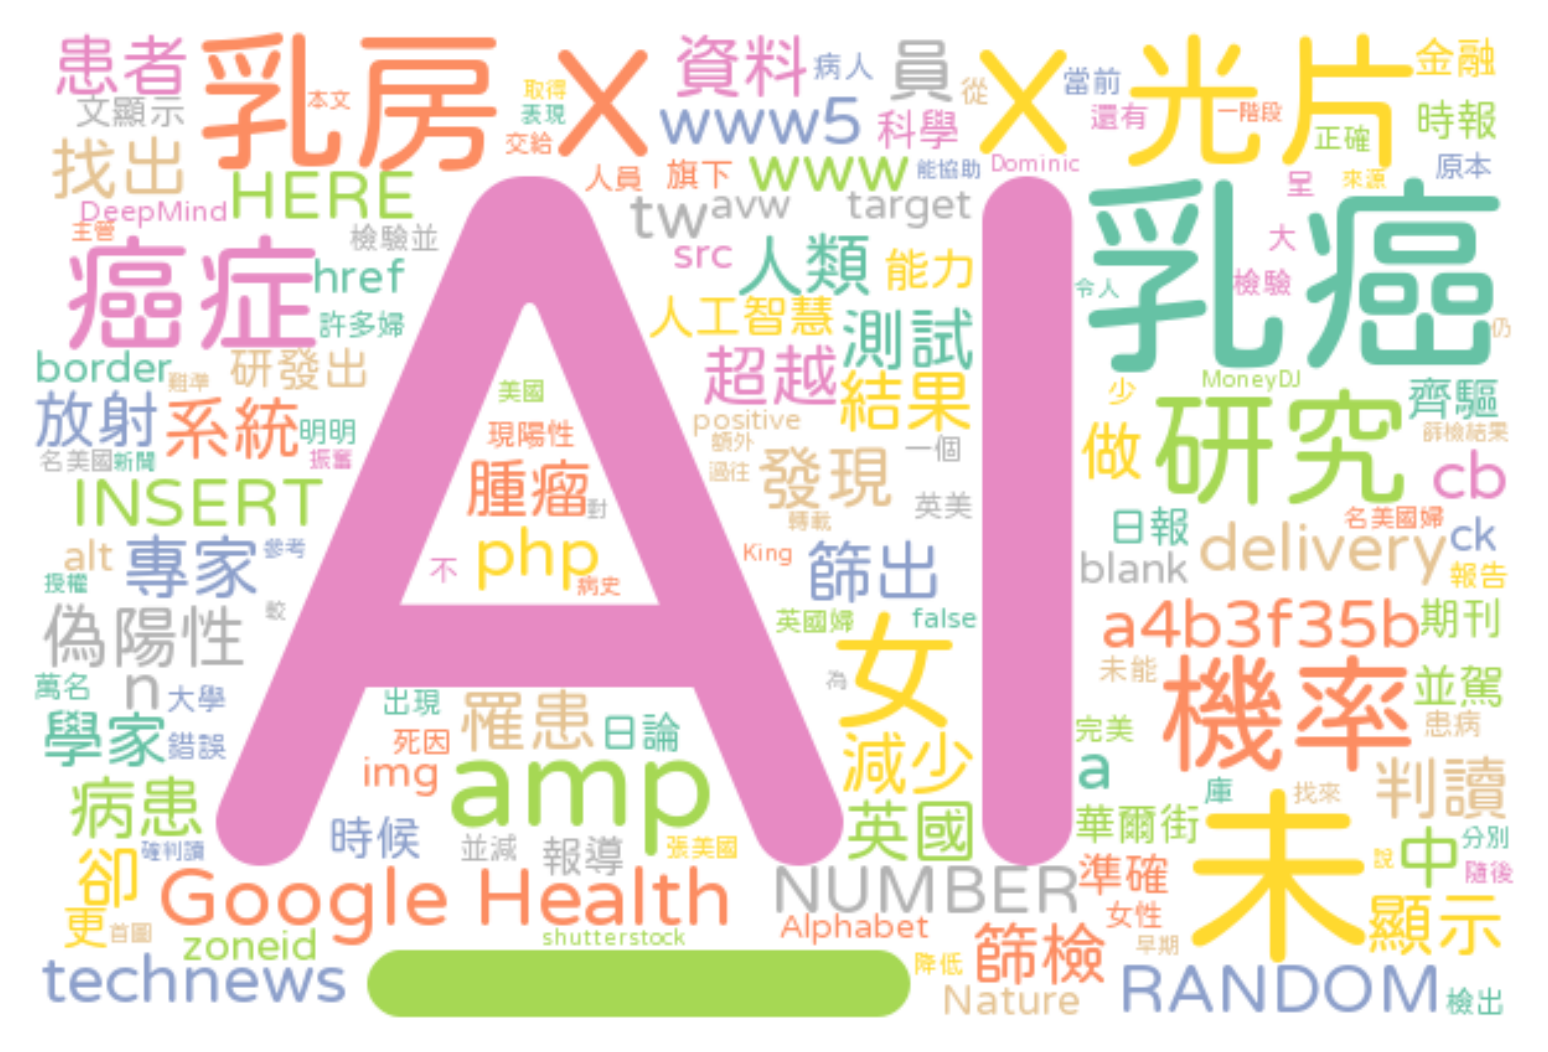 患者 乳房 X 資料 病人 員 X 光片 金融
文顯示 本文 取得 表現 www5 科學 從 當前 還有 一階段 正確 時報
找出 交給 人員 旗下 www 能協助 Dominic 呈 來源 原本
DeepMind HERE tw avw target 大
主管 檢驗並 src 人類 能力 令人 檢驗 乳癌
癌症 href 人工智慧 測試 仍
許多婦 AI
border 難準 研發出 超越 結果 少 MoneyDJ 齊驅
放射 系統 明明 美國 positive 一個 做 研究 篩檢結果
名美國 新聞 振奮 現陽性 額外 過往 發現 cb
INSERT 腫瘤 對 轉載 英美 日報 名美國婦 ck
alt 專家 參考 php King 篩出 blank delivery 報告
授權 不 病史
偽陽性 較 英國婦 false a4b3f35b 期刊
萬名 n 大學 出現 罹患 日論 為 女 未能 機率 並駕
學家 錯誤 死因 完美 患病
img amp 減少 a 庫 找來 判讀
病患 時候 並減 報導 張美國 英國 華爾街 未 中 分別
卻 確判讀 Google Health NUMBER 準確 說 隨後
更 首圖 Alphabet 女性 顯示
zoneid shutterstock 篩檢 早期
technews _ 降低 Nature RANDOM 檢出